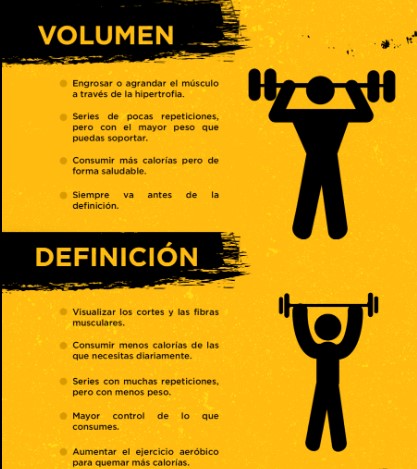 VOLUMEN
Engrosar o agrandar el músculo
a través de la hipertrofia.
Series de pocas repeticiones,
pero con el mayor peso que
puedas soportar.
Consumir más calorías pero de
forma saludable.
Siempre va antes de la
definición.
DEFINICIÓN
Visualizar los cortes y las fibras
musculares.
Consumir menos calorías de las
que necesitas diariamente.
Series con muchas repeticiones,
pero con menos peso.
Mayor control de lo que
consumes.
Aumentar el ejercicio aeróbico
para quemar más calorías.